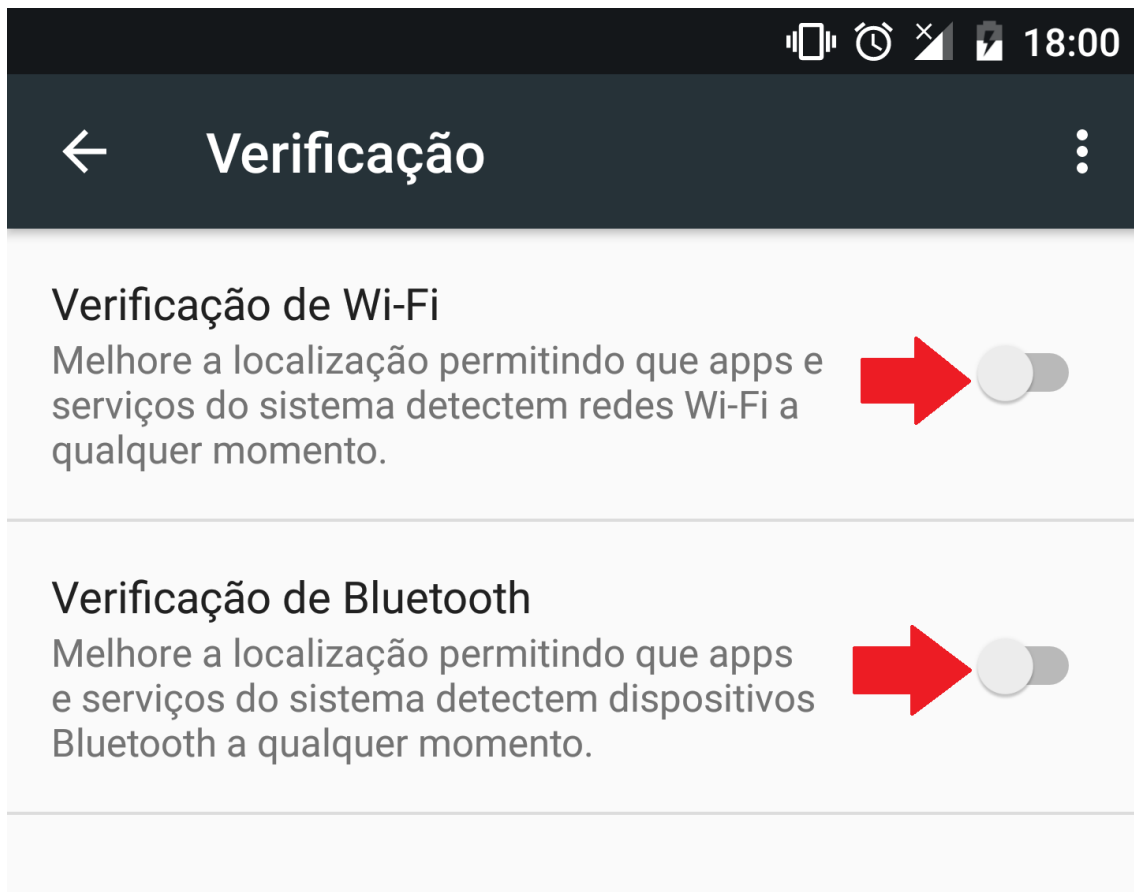 18:00
Verificação
Verificação de Wi-Fi
Melhore a localização permitindo que apps e
serviços do sistema detectem redes Wi-Fi a
qualquer momento.
Verificação de Bluetooth
Melhore a localização permitindo que apps
e serviços do sistema detectem dispositivos
Bluetooth a qualquer momento.